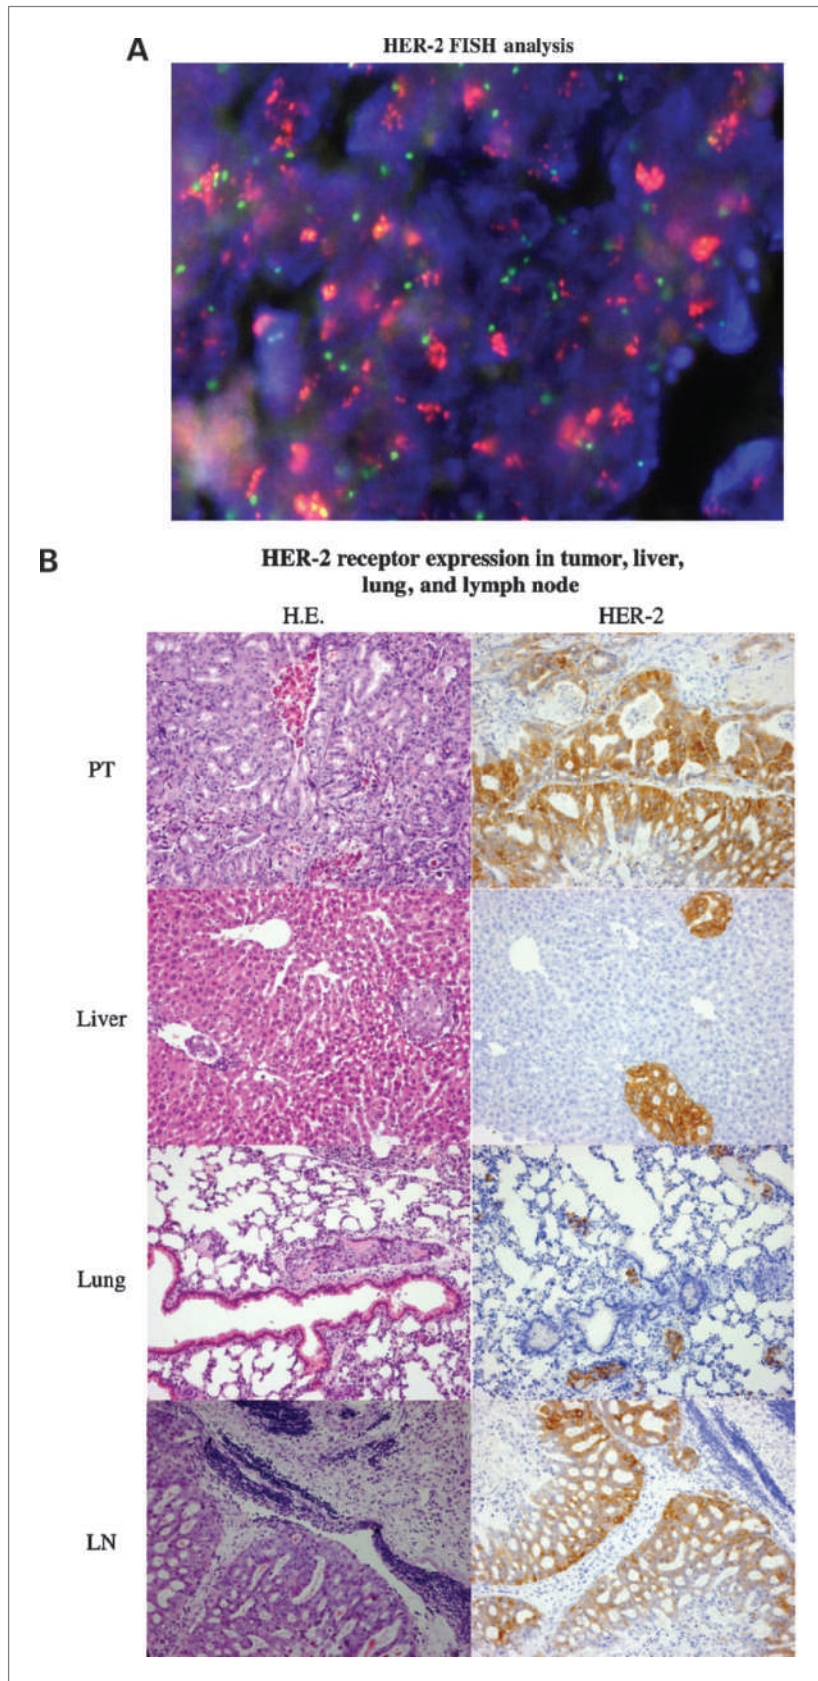 A
HER-2 FISH analysis
B
HER-2 receptor expression in tumor, liver,
lung, and lymph node
H.E.
HER-2
PT
Liver
Lung
LN